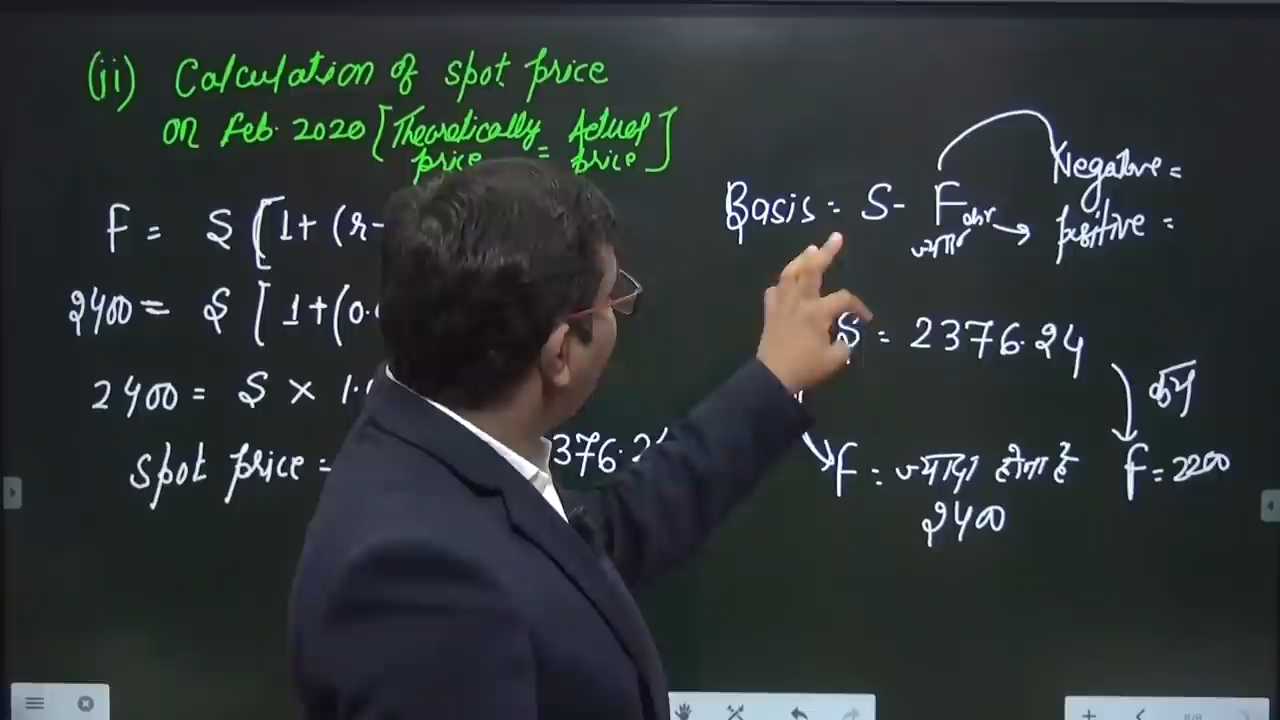 (ii) Calculation of spot price
on Feb. 2020 [Theoretically = Actual
price price]
F = S [1+(r-
2400 = S [1+(0.
2400 = S × 1.
spot price = 376.2
Basis = S - F
Negative =
positive =
S = 2376.24
कम
F = 2200
F = ज्यादा होता है
2400